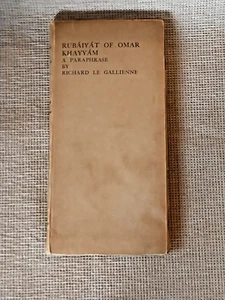 RUBÁIYÁT OF OMAR
KHAYYÁM
A PARAPHRASE
BY
RICHARD LE GALLIENNE